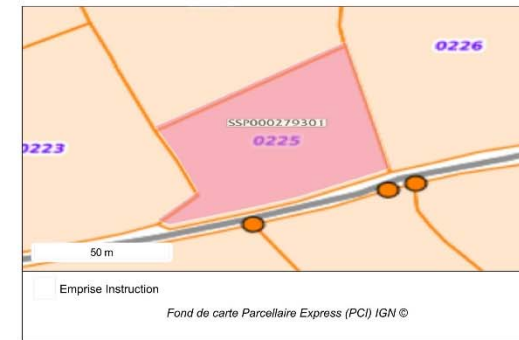 0226
SSP000279301
0225
0223
50 m
Emprise Instruction
Fond de carte Parcellaire Express (PCI) IGN ©